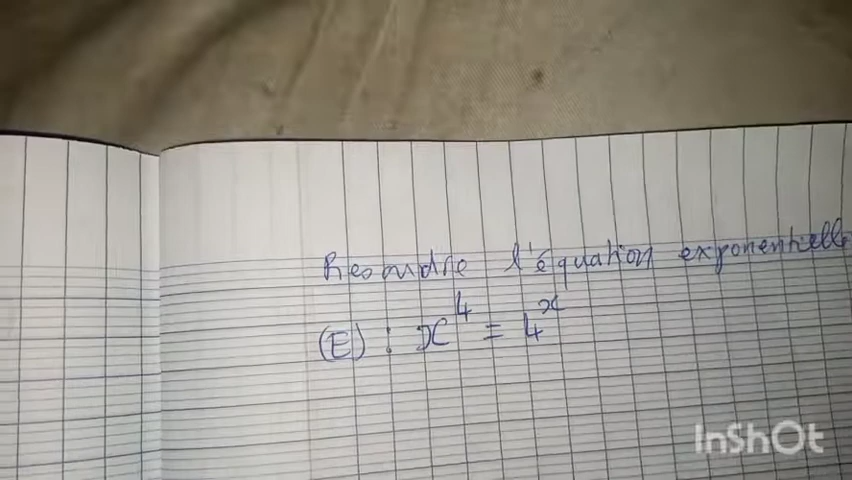 Resoudre l'équation exponentielle
(E) : x⁴ = 4ˣ
InShOt